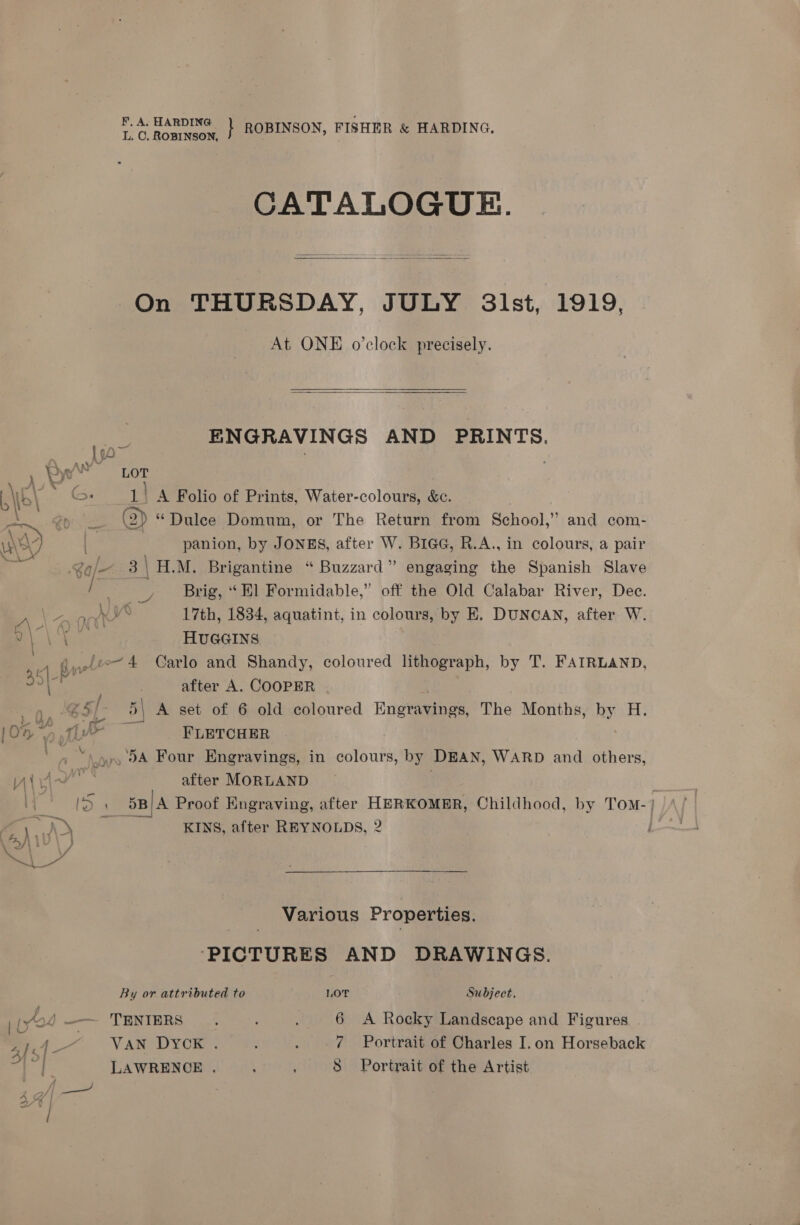 F. A. HARDING
L. C. ROBINSON, } ROBINSON, FISHER & HARDING.
CATALOGUE.
On THURSDAY, JULY 31st, 1919,
At ONE o'clock precisely.
ENGRAVINGS AND PRINTS.
LOT
1 A Folio of Prints, Water-colours, &c.
(2) “Dulce Domum, or The Return from School,” and com-
panion, by JONES, after W. BIGG, R.A., in colours, a pair
3 H.M. Brigantine “Buzzard” engaging the Spanish Slave
Brig, “El Formidable,” off the Old Calabar River, Dec.
17th, 1834, aquatint, in colours, by E. DUNCAN, after W.
HUGGINS
4 Carlo and Shandy, coloured lithograph, by T. FAIRLAND,
after A. COOPER
5 A set of 6 old coloured Engravings, The Months, by H.
FLETCHER
5A Four Engravings, in colours, by DEAN, WARD and others,
after MORLAND
5B A Proof Engraving, after HERKOMER, Childhood, by TOM-
KINS, after REYNOLDS, 2
Various Properties.
PICTURES AND DRAWINGS.
By or attributed to LOT Subject.
TENIERS . . . 6 A Rocky Landscape and Figures
VAN DYCK . . . 7 Portrait of Charles I. on Horseback
LAWRENCE . . . 8 Portrait of the Artist